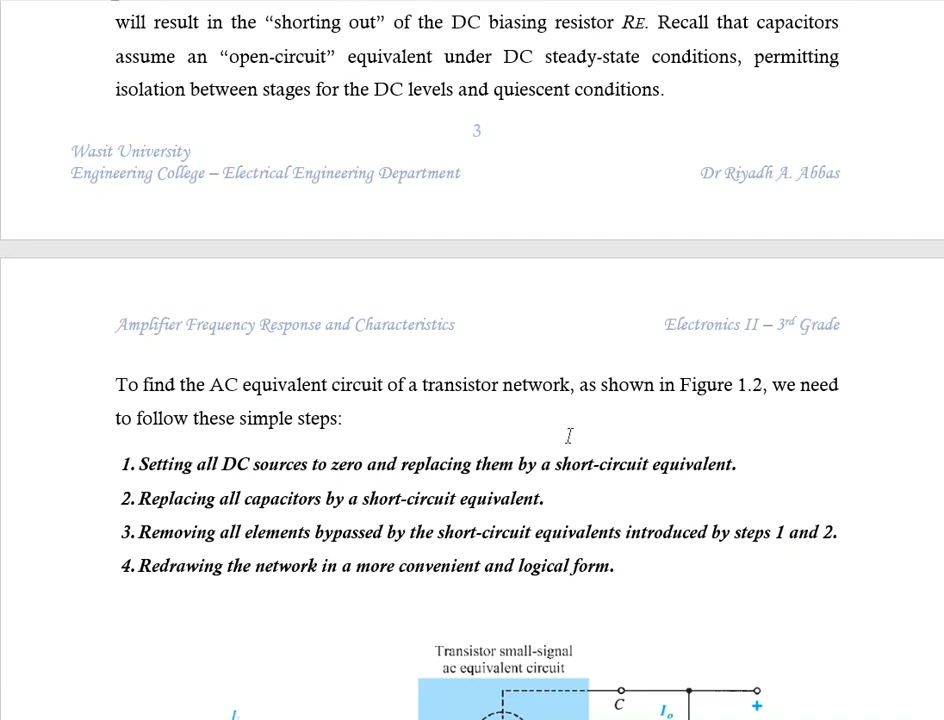 will result in the “shorting out” of the DC biasing resistor RE. Recall that capacitors
assume an “open-circuit” equivalent under DC steady-state conditions, permitting
isolation between stages for the DC levels and quiescent conditions.
3
Wasit University
Engineering College – Electrical Engineering Department
Dr Riyadh A. Abbas
Amplifier Frequency Response and Characteristics
Electronics II – 3rd Grade
To find the AC equivalent circuit of a transistor network, as shown in Figure 1.2, we need
to follow these simple steps:
1. Setting all DC sources to zero and replacing them by a short-circuit equivalent.
2. Replacing all capacitors by a short-circuit equivalent.
3. Removing all elements bypassed by the short-circuit equivalents introduced by steps 1 and 2.
4. Redrawing the network in a more convenient and logical form.
Transistor small-signal
ac equivalent circuit
C
Io
+